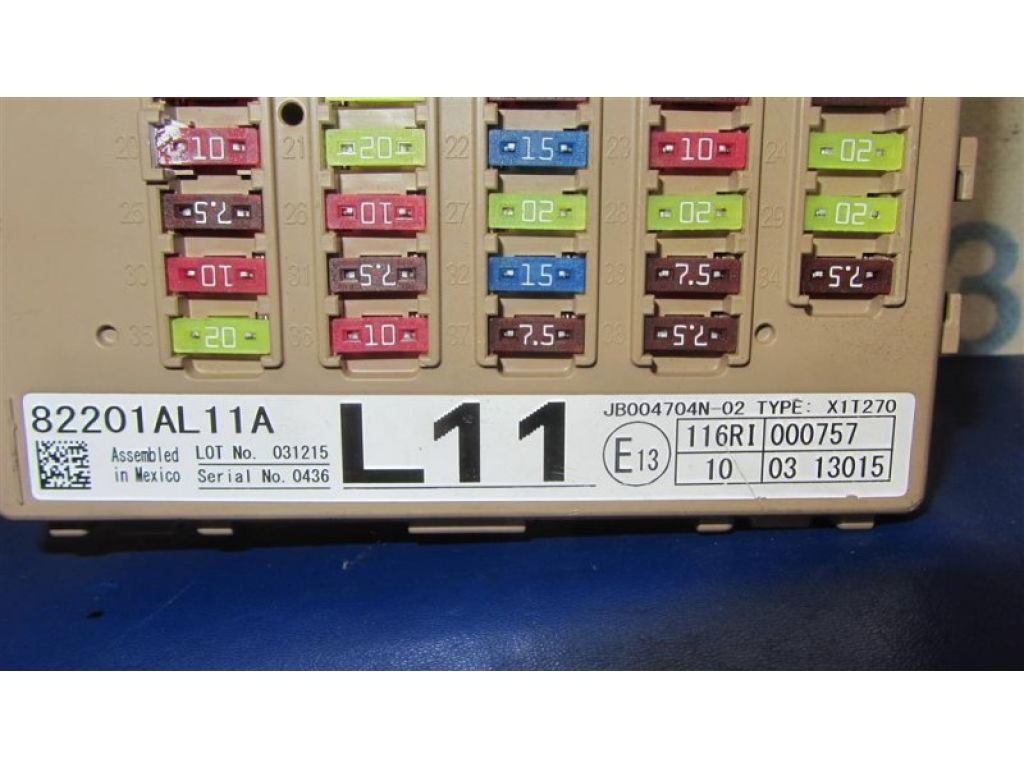 20 10 21 20 22 15 23 10 24 20
25 7.5 26 10 27 20 28 20 29 20
30 10 31 7.5 32 15 33 7.5 34 7.5
35 20 36 10 37 7.5 38 7.5
82201AL11A
Assembled
in Mexico
LOT No. 031215
Serial No. 0436
L11
E13
JB004704N-02 TYPE: X1T270
116RI 000757
10 03 13015
3